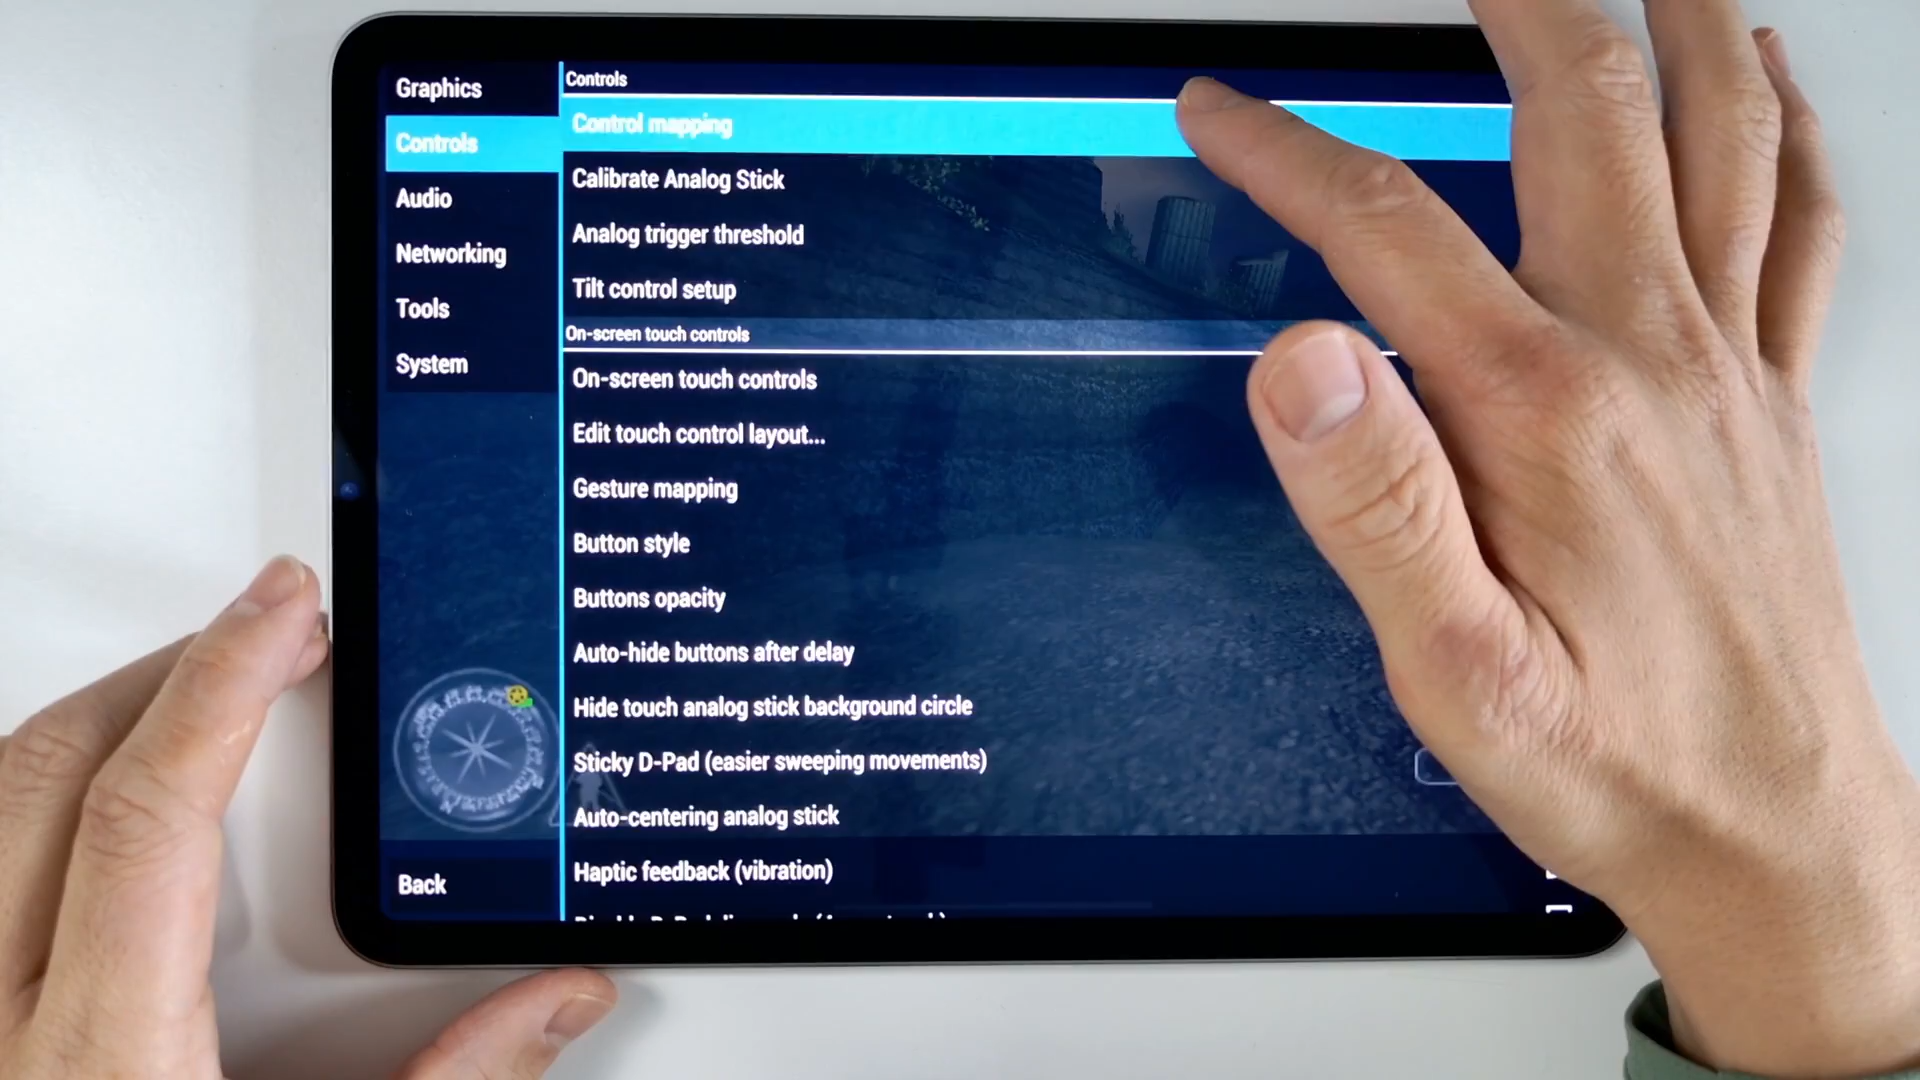 Graphics
Controls
Audio
Networking
Tools
System
Back
Controls
Control mapping
Calibrate Analog Stick
Analog trigger threshold
Tilt control setup
On-screen touch controls
On-screen touch controls
Edit touch control layout...
Gesture mapping
Button style
Buttons opacity
Auto-hide buttons after delay
Hide touch analog stick background circle
Sticky D-Pad (easier sweeping movements)
Auto-centering analog stick
Haptic feedback (vibration)